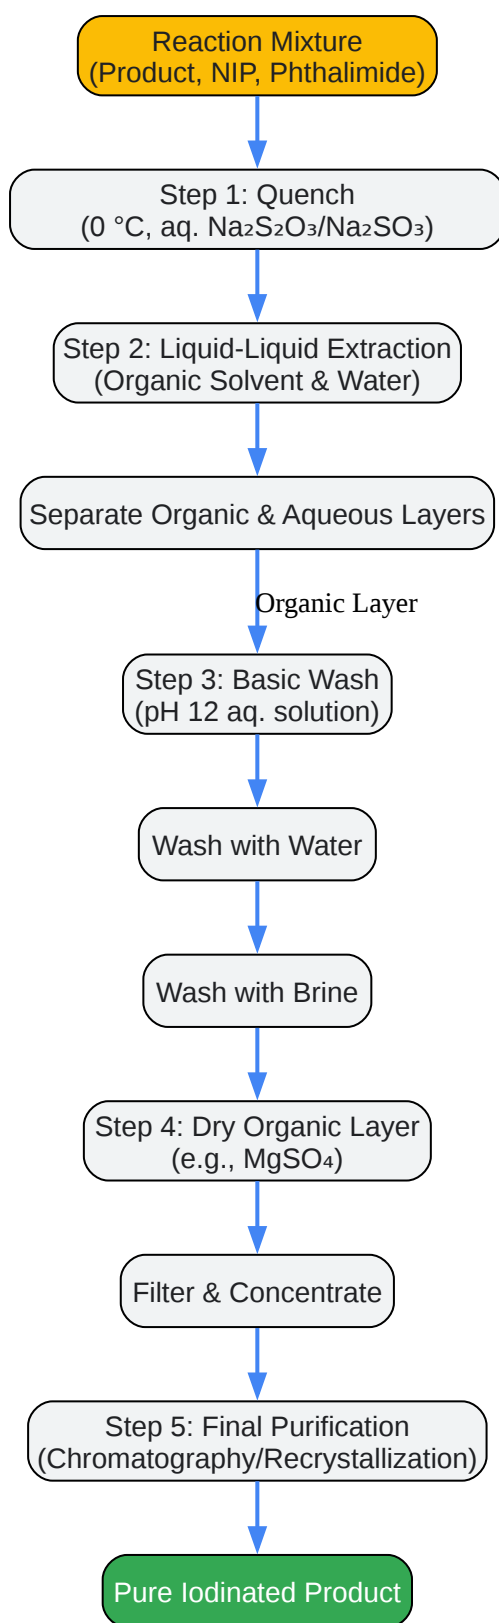 Reaction Mixture
(Product, NIP, Phthalimide)
Step 1: Quench
(0 °C, aq. Na₂S₂O₃/Na₂SO₃)
Step 2: Liquid-Liquid Extraction
(Organic Solvent & Water)
Separate Organic & Aqueous Layers
Organic Layer
Step 3: Basic Wash
(pH 12 aq. solution)
Wash with Water
Wash with Brine
Step 4: Dry Organic Layer
(e.g., MgSO₄)
Filter & Concentrate
Step 5: Final Purification
(Chromatography/Recrystallization)
Pure Iodinated Product